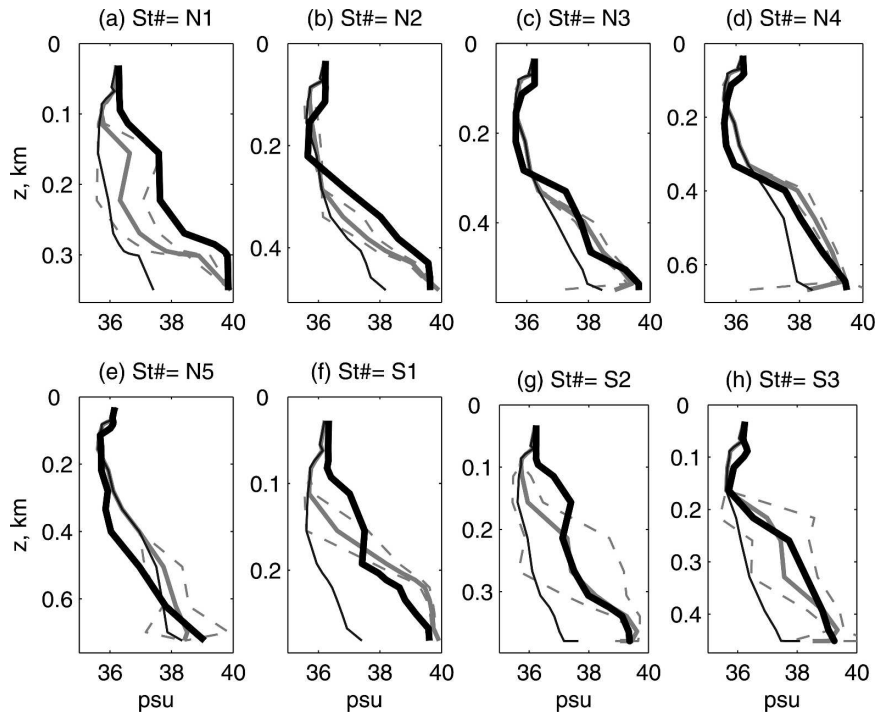 (a) St#= N1
(b) St#= N2
(c) St#= N3
(d) St#= N4
0
0.1
0.2
0.3
z, km
36 38 40
0
0.2
0.4
36 38 40
0
0.2
0.4
36 38 40
0
0.2
0.4
0.6
36 38 40
(e) St#= N5
(f) St#= S1
(g) St#= S2
(h) St#= S3
0
0.2
0.4
0.6
z, km
36 38 40
psu
0
0.1
0.2
36 38 40
psu
0
0.1
0.2
0.3
36 38 40
psu
0
0.1
0.2
0.3
0.4
36 38 40
psu